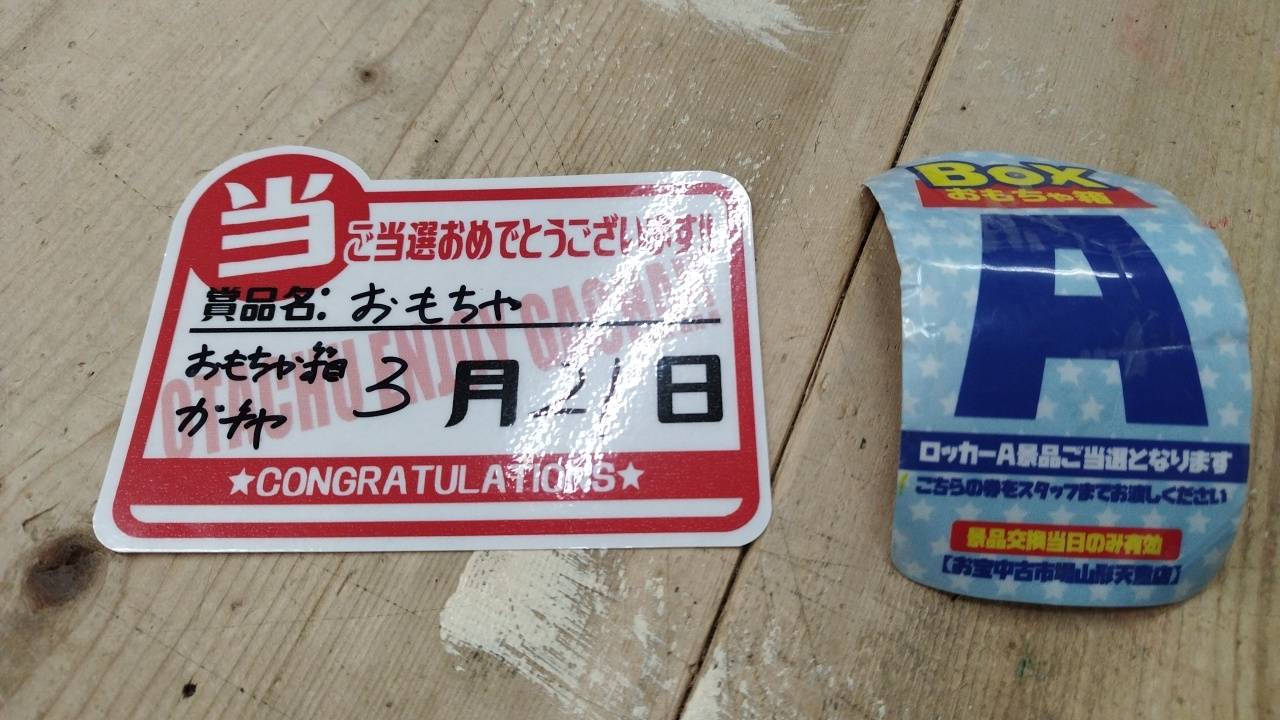 当
ご当選おめでとうございます!!
賞品名: おもちゃ
おもちゃ箱
ガチャ
3月21日
OTACHU ENJOY GACHA!!
★CONGRATULATIONS★
BOX
おもちゃ箱
A
ロッカーA景品ご当選となります
こちらの券をスタッフまでお渡しください
景品交換当日のみ有効
【お宝中古市場山形天童店】